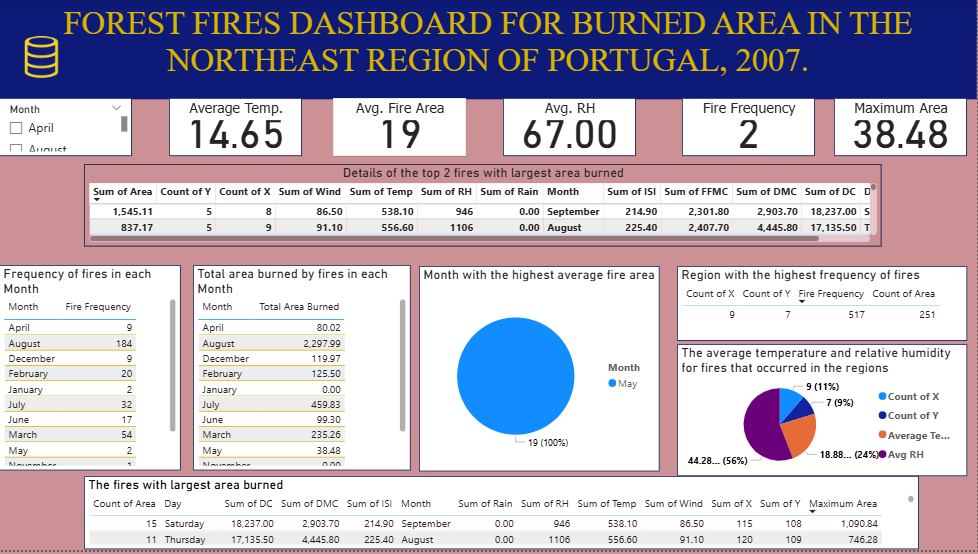 FOREST FIRES DASHBOARD FOR BURNED AREA IN THE
NORTHEAST REGION OF PORTUGAL, 2007.
Month
April
August
Average Temp.
14.65
Avg. Fire Area
19
Avg. RH
67.00
Fire Frequency
2
Maximum Area
38.48
Details of the top 2 fires with largest area burned
Sum of Area Count of Y Count of X Sum of Wind Sum of Temp Sum of RH Sum of Rain Month Sum of ISI Sum of FFMC Sum of DMC Sum of DC D
1,545.11 5 8 86.50 538.10 946 0.00 September 214.90 2,301.80 2,903.70 18,237.00 S
837.17 5 9 91.10 556.60 1106 0.00 August 225.40 2,407.70 4,445.80 17,135.50 T
Frequency of fires in each
Month
Month Fire Frequency
April 9
August 184
December 9
February 20
January 2
July 32
June 17
March 54
May 2
November 1
Total area burned by fires in each
Month
Month Total Area Burned
April 80.02
August 2,297.99
December 119.97
February 125.50
January 0.00
July 459.83
June 99.30
March 235.26
May 38.48
November 0.00
Month with the highest average fire area
Month
May
19 (100%)
Region with the highest frequency of fires
Count of X Count of Y Fire Frequency Count of Area
9 7 517 251
The average temperature and relative humidity
for fires that occurred in the regions
9 (11%)
7 (9%)
18.88... (24%)
44.28... (56%)
Count of X
Count of Y
Average Te...
Avg RH
The fires with largest area burned
Count of Area Day Sum of DC Sum of DMC Sum of ISI Month Sum of Rain Sum of RH Sum of Temp Sum of Wind Sum of X Sum of Y Maximum Area
15 Saturday 18,237.00 2,903.70 214.90 September 0.00 946 538.10 86.50 115 108 1,090.84
11 Thursday 17,135.50 4,445.80 225.40 August 0.00 1106 556.60 91.10 120 109 746.28